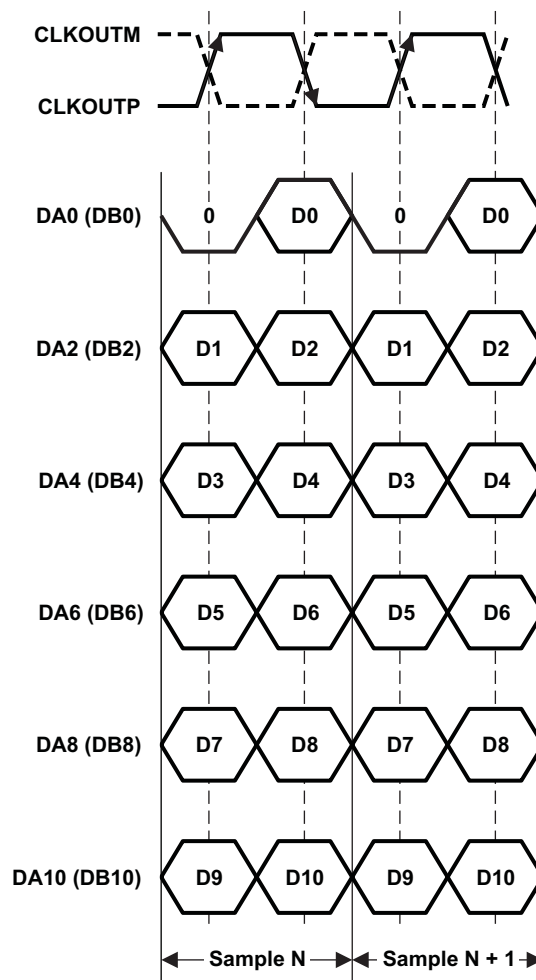 CLKOUTM
CLKOUTP
DA0 (DB0) 0 D0 0 D0
DA2 (DB2) D1 D2 D1 D2
DA4 (DB4) D3 D4 D3 D4
DA6 (DB6) D5 D6 D5 D6
DA8 (DB8) D7 D8 D7 D8
DA10 (DB10) D9 D10 D9 D10
Sample N Sample N + 1